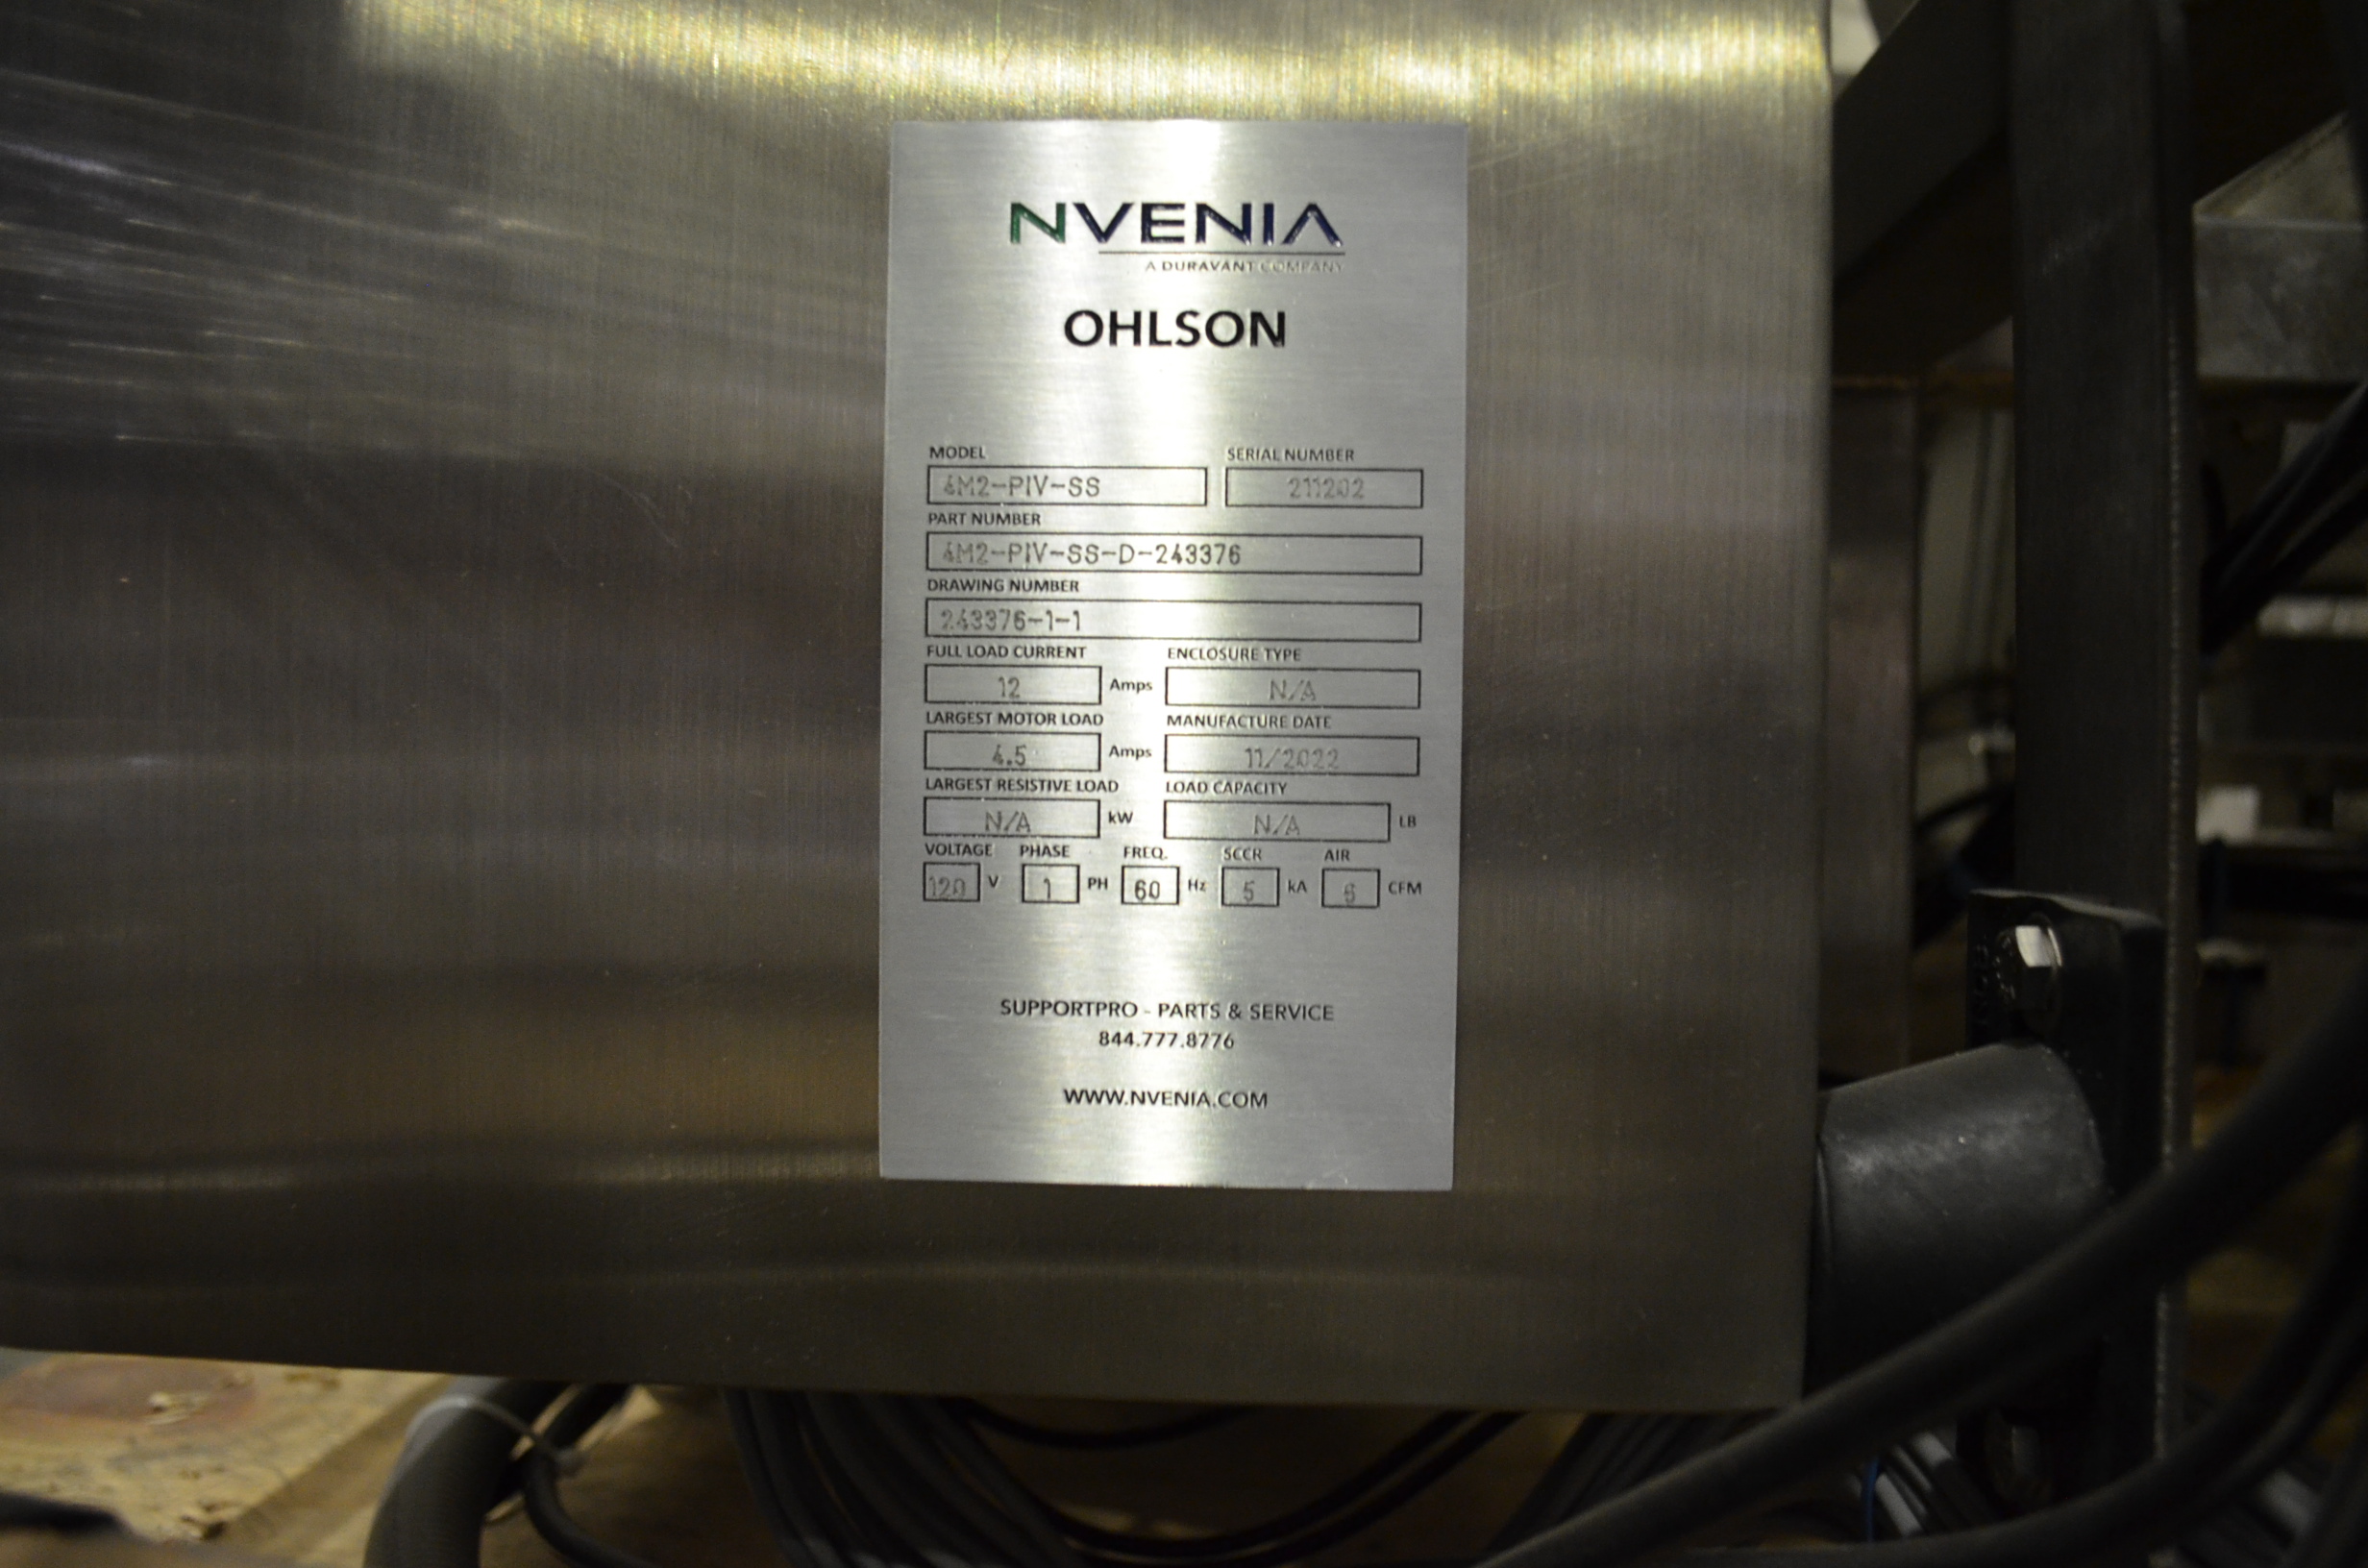 NVENIA
A DURAVANT COMPANY
OHLSON
MODEL SERIAL NUMBER
4M2-PIV-SS 211202
PART NUMBER
4M2-PIV-SS-D-243376
DRAWING NUMBER
243376-1-1
FULL LOAD CURRENT ENCLOSURE TYPE
12 Amps N/A
LARGEST MOTOR LOAD MANUFACTURE DATE
4.5 Amps 11/2022
LARGEST RESISTIVE LOAD LOAD CAPACITY
N/A kW N/A LB
VOLTAGE PHASE FREQ. SCCR AIR
120 V 1 PH 60 Hz 5 kA 6 CFM
SUPPORTPRO - PARTS & SERVICE
844.777.8776
WWW.NVENIA.COM